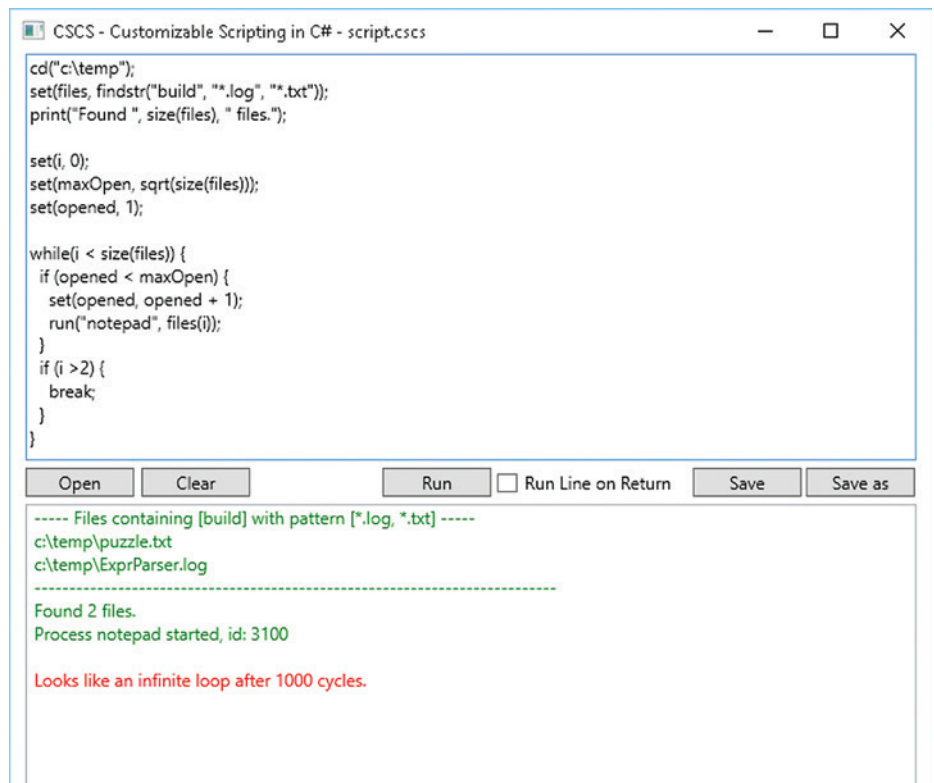 CSCS - Customizable Scripting in C# - script.cscs
cd("c:\temp");
set(files, findstr("build", "*.log", "*.txt"));
print("Found ", size(files), " files.");
set(i, 0);
set(maxOpen, sqrt(size(files)));
set(opened, 1);
while(i < size(files)) {
if (opened < maxOpen) {
set(opened, opened + 1);
run("notepad", files(i));
}
if (i >2) {
break;
}
}
Open Clear Run Run Line on Return Save Save as
----- Files containing [build] with pattern [*.log, *.txt] -----
c:\temp\puzzle.txt
c:\temp\ExprParser.log
--------------------------------------------------------------------------
Found 2 files.
Process notepad started, id: 3100
Looks like an infinite loop after 1000 cycles.